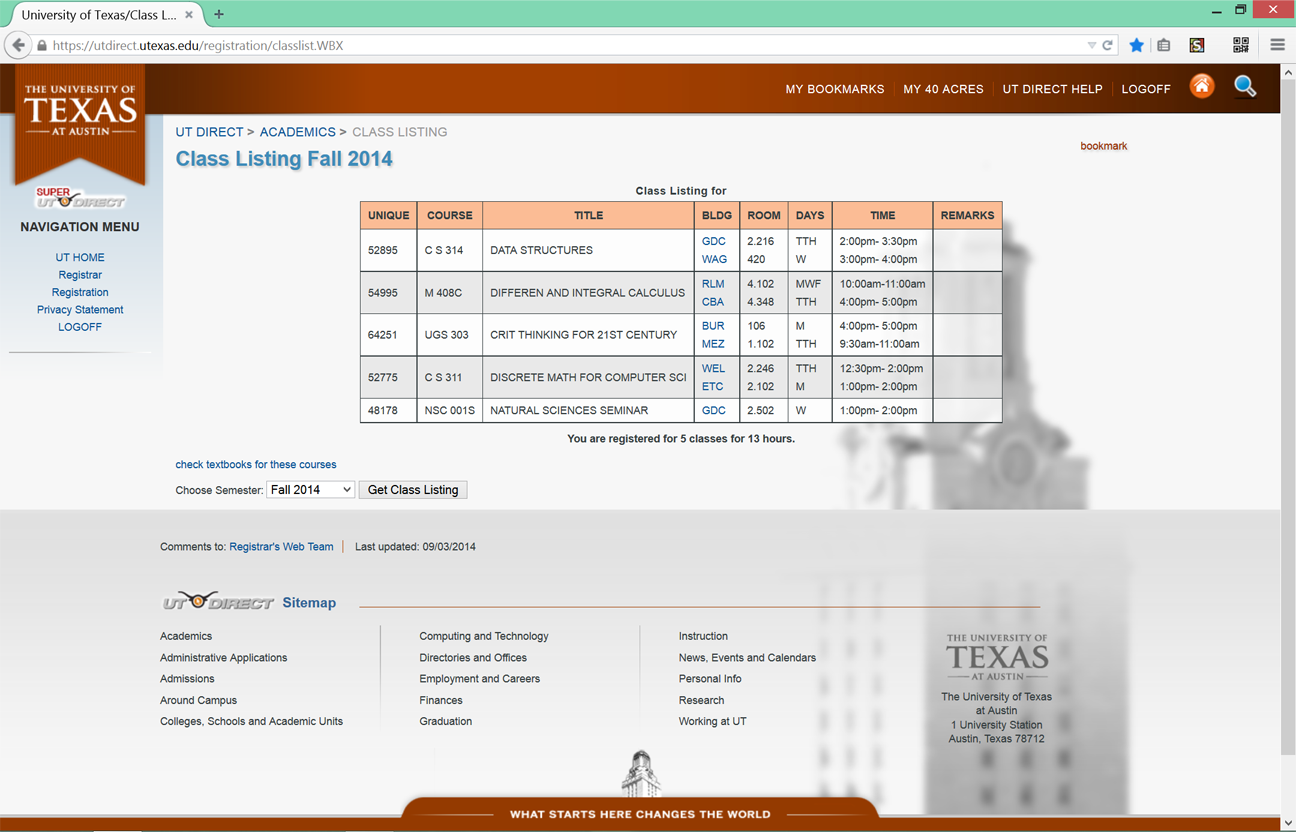 University of Texas/Class L...
https://utdirect.utexas.edu/registration/classlist.WBX
THE UNIVERSITY OF
TEXAS
AT AUSTIN
MY BOOKMARKS MY 40 ACRES UT DIRECT HELP LOGOFF
SUPER
UT DIRECT
NAVIGATION MENU
UT HOME
Registrar
Registration
Privacy Statement
LOGOFF
UT DIRECT > ACADEMICS > CLASS LISTING
bookmark
Class Listing Fall 2014
Class Listing for
UNIQUE COURSE TITLE BLDG ROOM DAYS TIME REMARKS
52895 C S 314 DATA STRUCTURES GDC 2.216 TTH 2:00pm- 3:30pm
WAG 420 W 3:00pm- 4:00pm
54995 M 408C DIFFEREN AND INTEGRAL CALCULUS RLM 4.102 MWF 10:00am-11:00am
CBA 4.348 TTH 4:00pm- 5:00pm
64251 UGS 303 CRIT THINKING FOR 21ST CENTURY BUR 106 M 4:00pm- 5:00pm
MEZ 1.102 TTH 9:30am-11:00am
52775 C S 311 DISCRETE MATH FOR COMPUTER SCI WEL 2.246 TTH 12:30pm- 2:00pm
ETC 2.102 M 1:00pm- 2:00pm
48178 NSC 001S NATURAL SCIENCES SEMINAR GDC 2.502 W 1:00pm- 2:00pm
You are registered for 5 classes for 13 hours.
check textbooks for these courses
Choose Semester: Fall 2014 Get Class Listing
Comments to: Registrar's Web Team Last updated: 09/03/2014
UT DIRECT Sitemap
Academics
Administrative Applications
Admissions
Around Campus
Colleges, Schools and Academic Units
Computing and Technology
Directories and Offices
Employment and Careers
Finances
Graduation
Instruction
News, Events and Calendars
Personal Info
Research
Working at UT
THE UNIVERSITY OF
TEXAS
AT AUSTIN
The University of Texas
at Austin
1 University Station
Austin, Texas 78712
WHAT STARTS HERE CHANGES THE WORLD